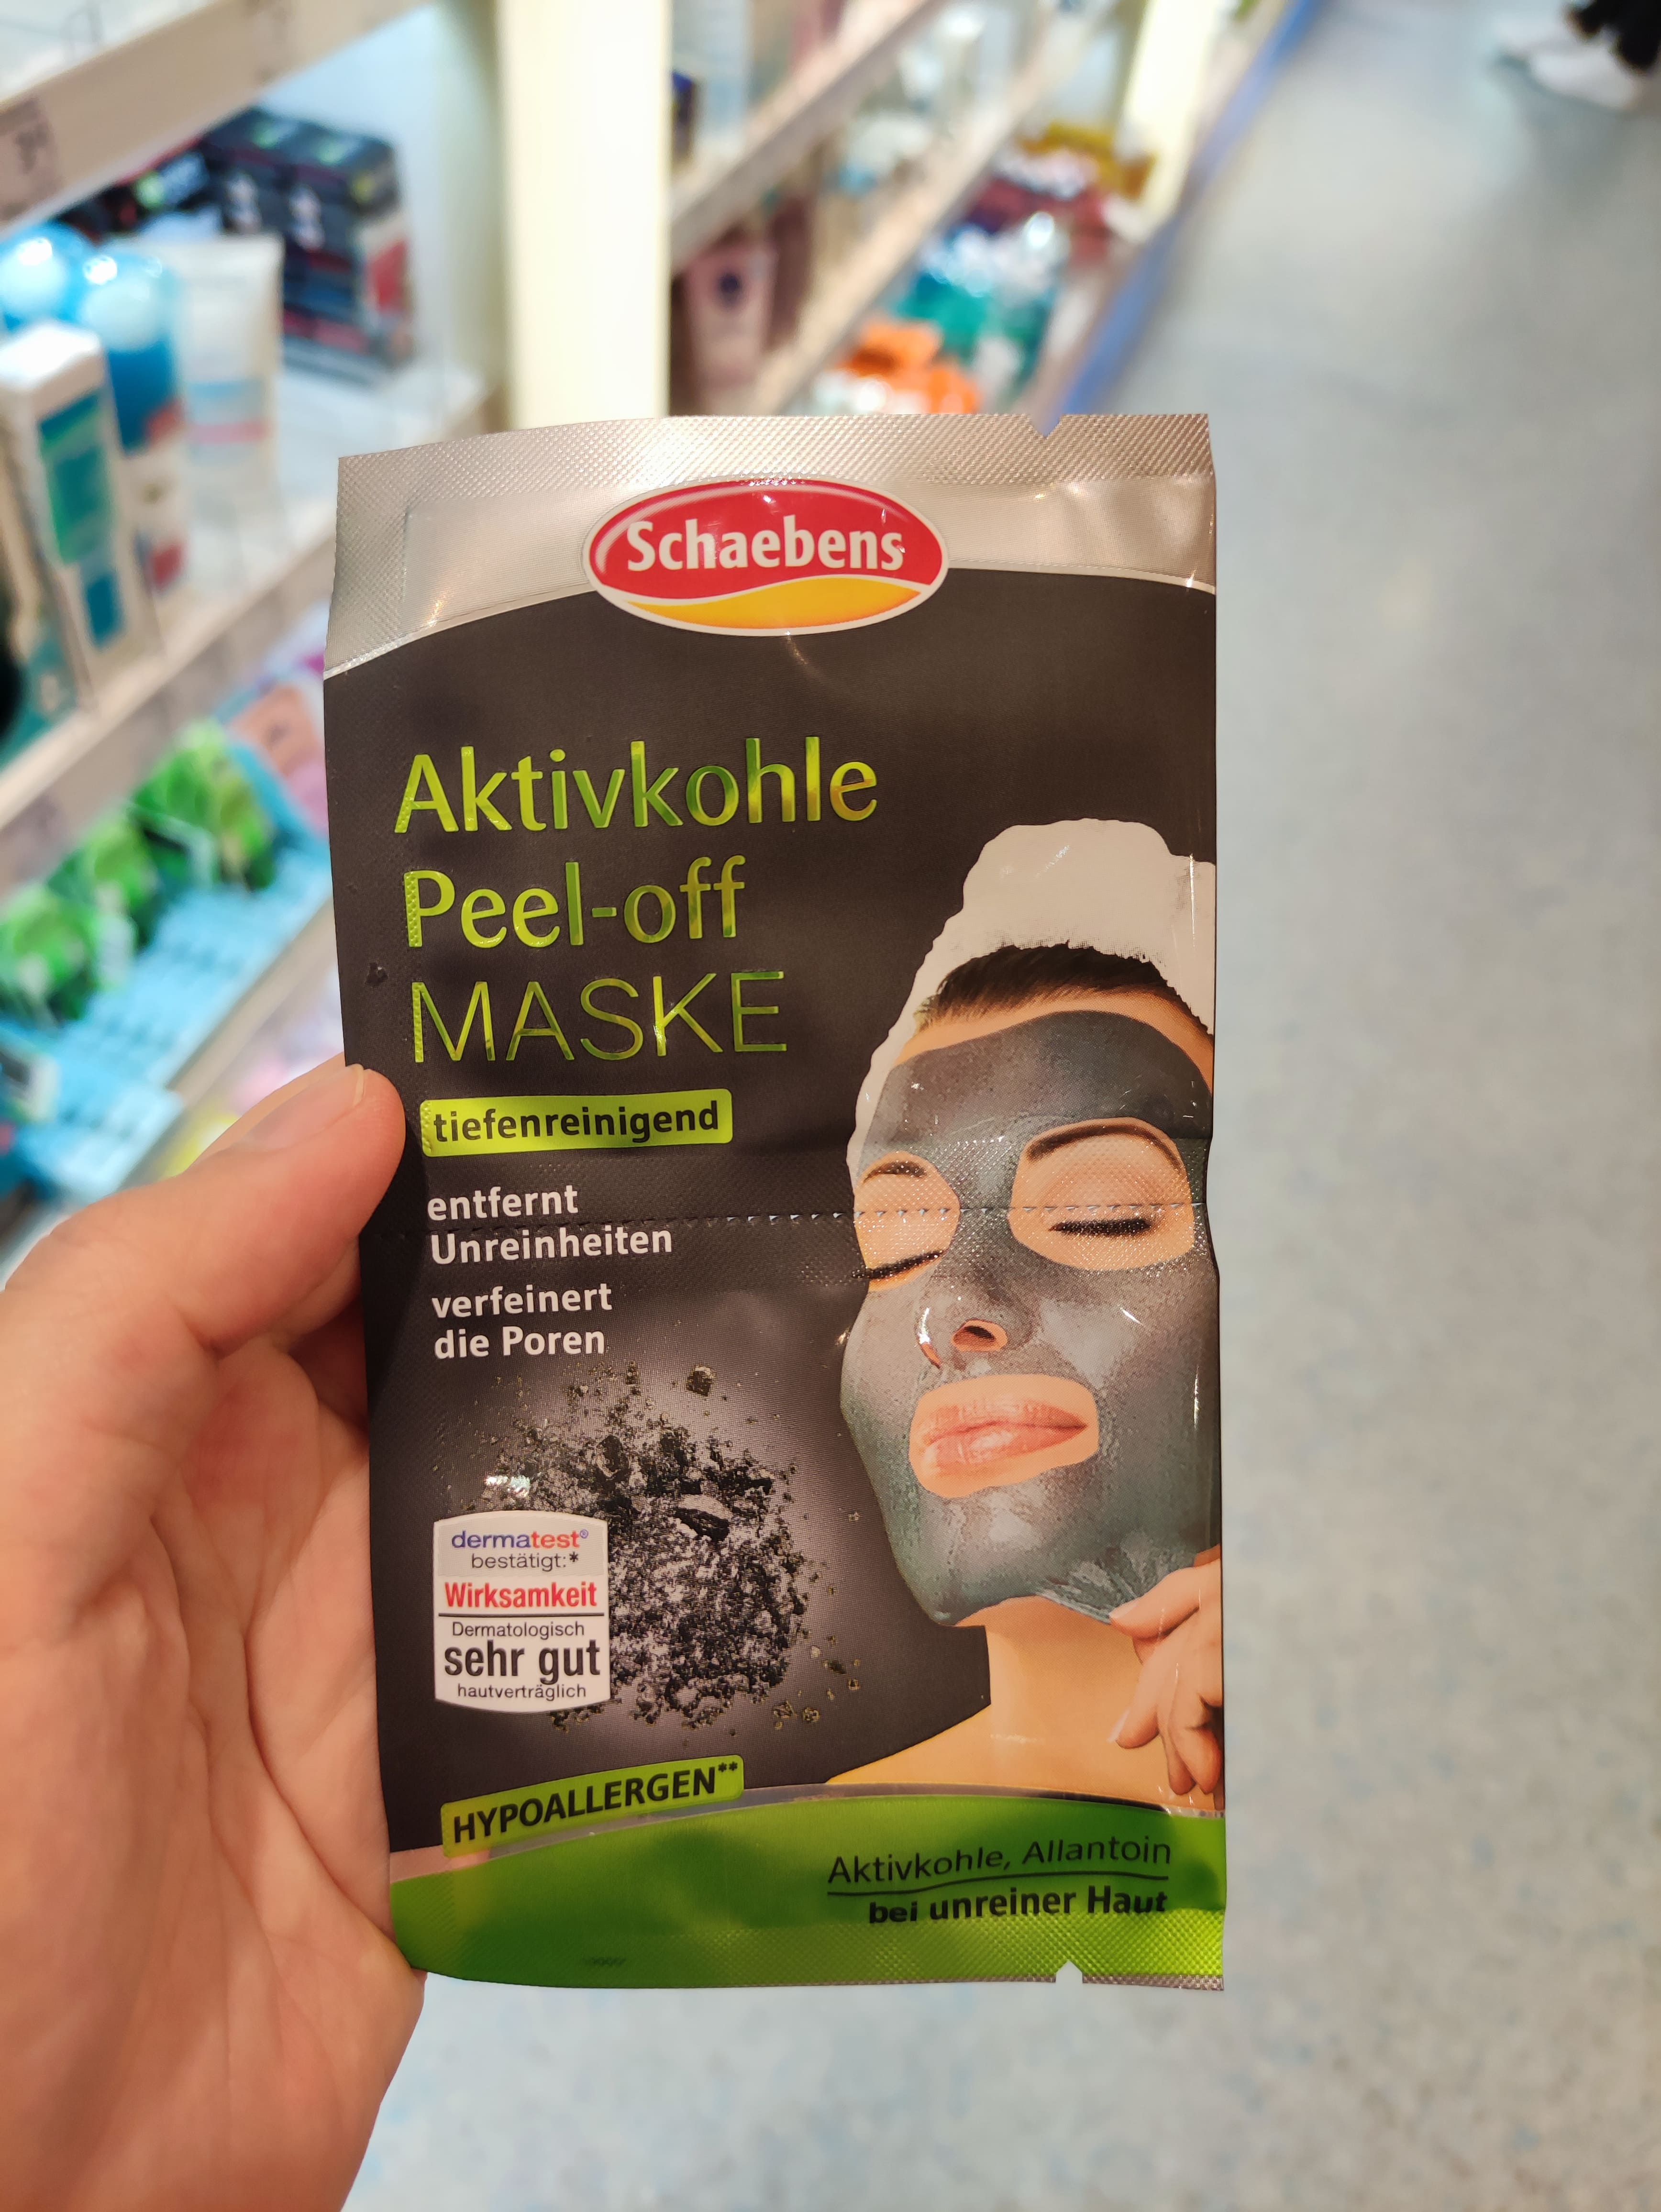 Schaebens
Aktivkohle
Peel-off
MASKE
tiefenreinigend
entfernt
Unreinheiten
verfeinert
die Poren
dermatest®
bestätigt:*
Wirksamkeit
Dermatologisch
sehr gut
hautverträglich
HYPOALLERGEN**
Aktivkohle, Allantoin
bei unreiner Haut